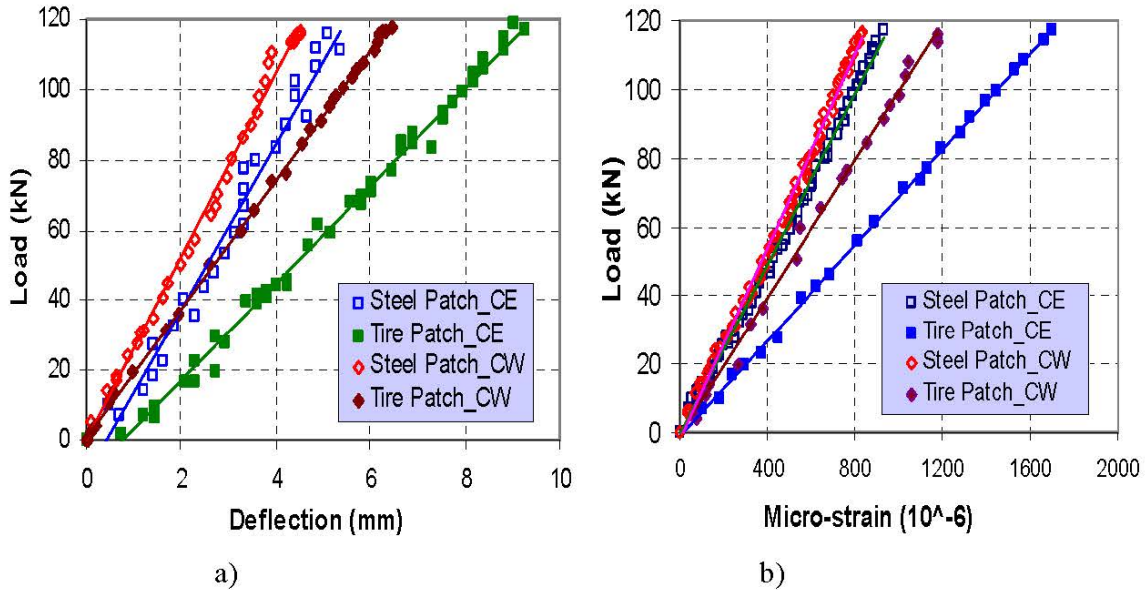 Load (kN)
120
100
80
60
40
20
0
0 2 4 6 8 10
Deflection (mm)
Steel Patch_CE
Tire Patch_CE
Steel Patch_CW
Tire Patch_CW
a)
Load (kN)
120
100
80
60
40
20
0
0 400 800 1200 1600 2000
Micro-strain (10^-6)
Steel Patch_CE
Tire Patch_CE
Steel Patch_CW
Tire Patch_CW
b)